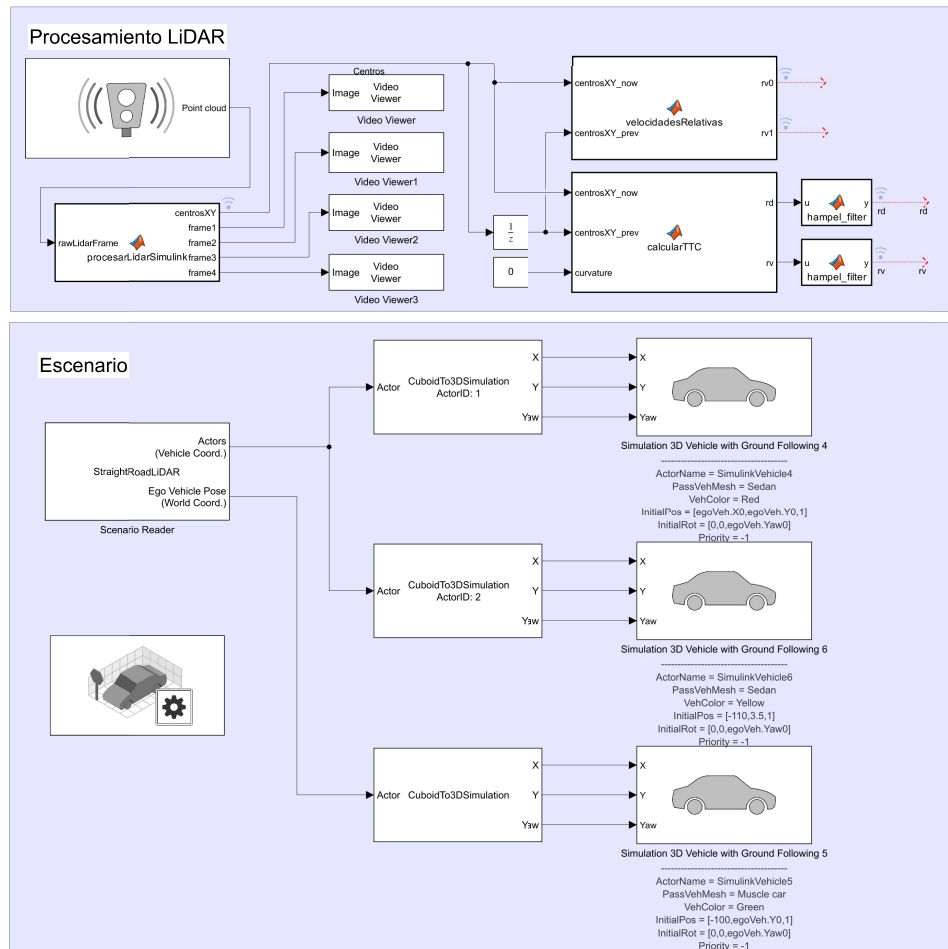 Procesamiento LiDAR
Point cloud
rawLidarFrame
procesarLidarSimulink
centrosXY
frame1
frame2
frame3
frame4
Centros
Image
Video
Viewer
Video Viewer
Image
Video
Viewer
Video Viewer1
Image
Video
Viewer
Video Viewer2
Image
Video
Viewer
Video Viewer3
1
z
0
centrosXY_now
centrosXY_prev
velocidadesRelativas
rv0
rv1
centrosXY_now
centrosXY_prev
curvature
calcularTTC
rd
rv
u
y
hampel_filter
rd
rd
u
y
hampel_filter
rv
rv
Escenario
Actors
(Vehicle Coord.)
StraightRoadLiDAR
Ego Vehicle Pose
(World Coord.)
Scenario Reader
Actor
CuboidTo3DSimulation
ActorID: 1
X
Y
Yaw
X
Y
Yaw
Simulation 3D Vehicle with Ground Following 4
--------------------------------------
ActorName = SimulinkVehicle4
PassVehMesh = Sedan
VehColor = Red
InitialPos = [egoVeh.X0,egoVeh.Y0,1]
InitialRot = [0,0,egoVeh.Yaw0]
Priority = -1
Actor
CuboidTo3DSimulation
ActorID: 2
X
Y
Yaw
X
Y
Yaw
Simulation 3D Vehicle with Ground Following 6
--------------------------------------
ActorName = SimulinkVehicle6
PassVehMesh = Sedan
VehColor = Yellow
InitialPos = [-110,3.5,1]
InitialRot = [0,0,egoVeh.Yaw0]
Priority = -1
Actor
CuboidTo3DSimulation
X
Y
Yaw
X
Y
Yaw
Simulation 3D Vehicle with Ground Following 5
--------------------------------------
ActorName = SimulinkVehicle5
PassVehMesh = Muscle car
VehColor = Green
InitialPos = [-100,egoVeh.Y0,1]
InitialRot = [0,0,egoVeh.Yaw0]
Priority = -1